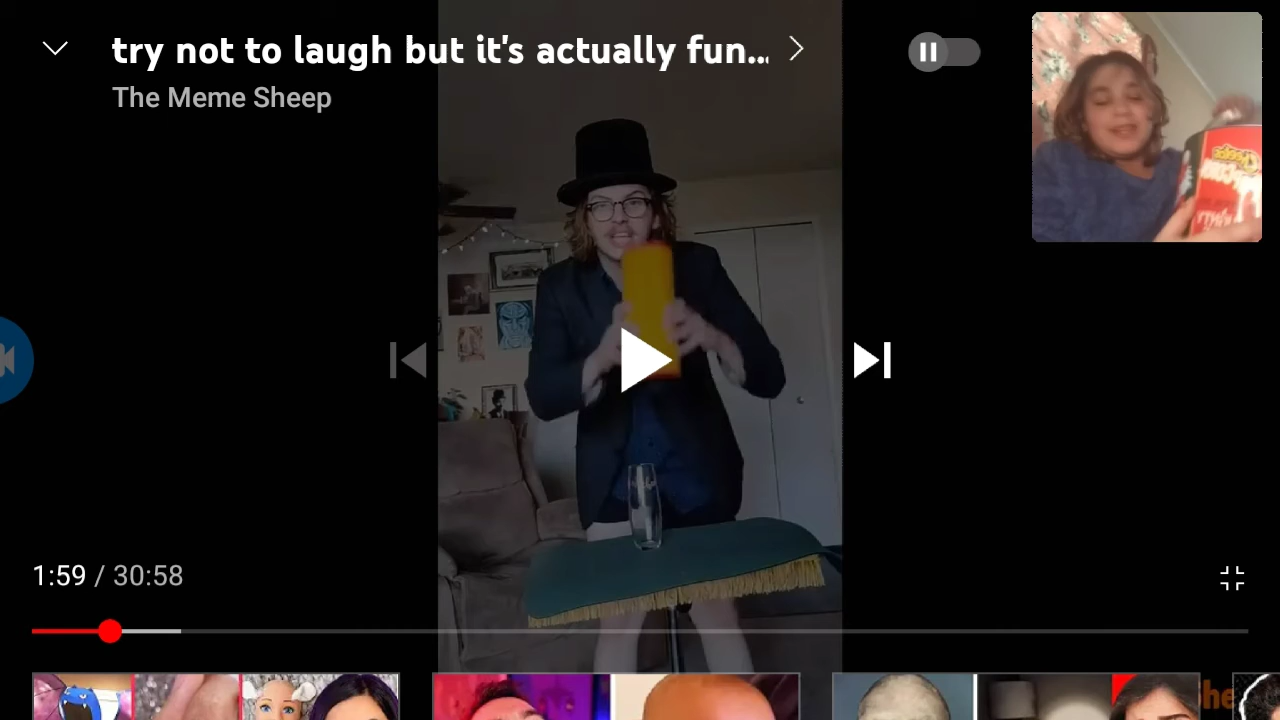 try not to laugh but it's actually fun...
The Meme Sheep
1:59 / 30:58